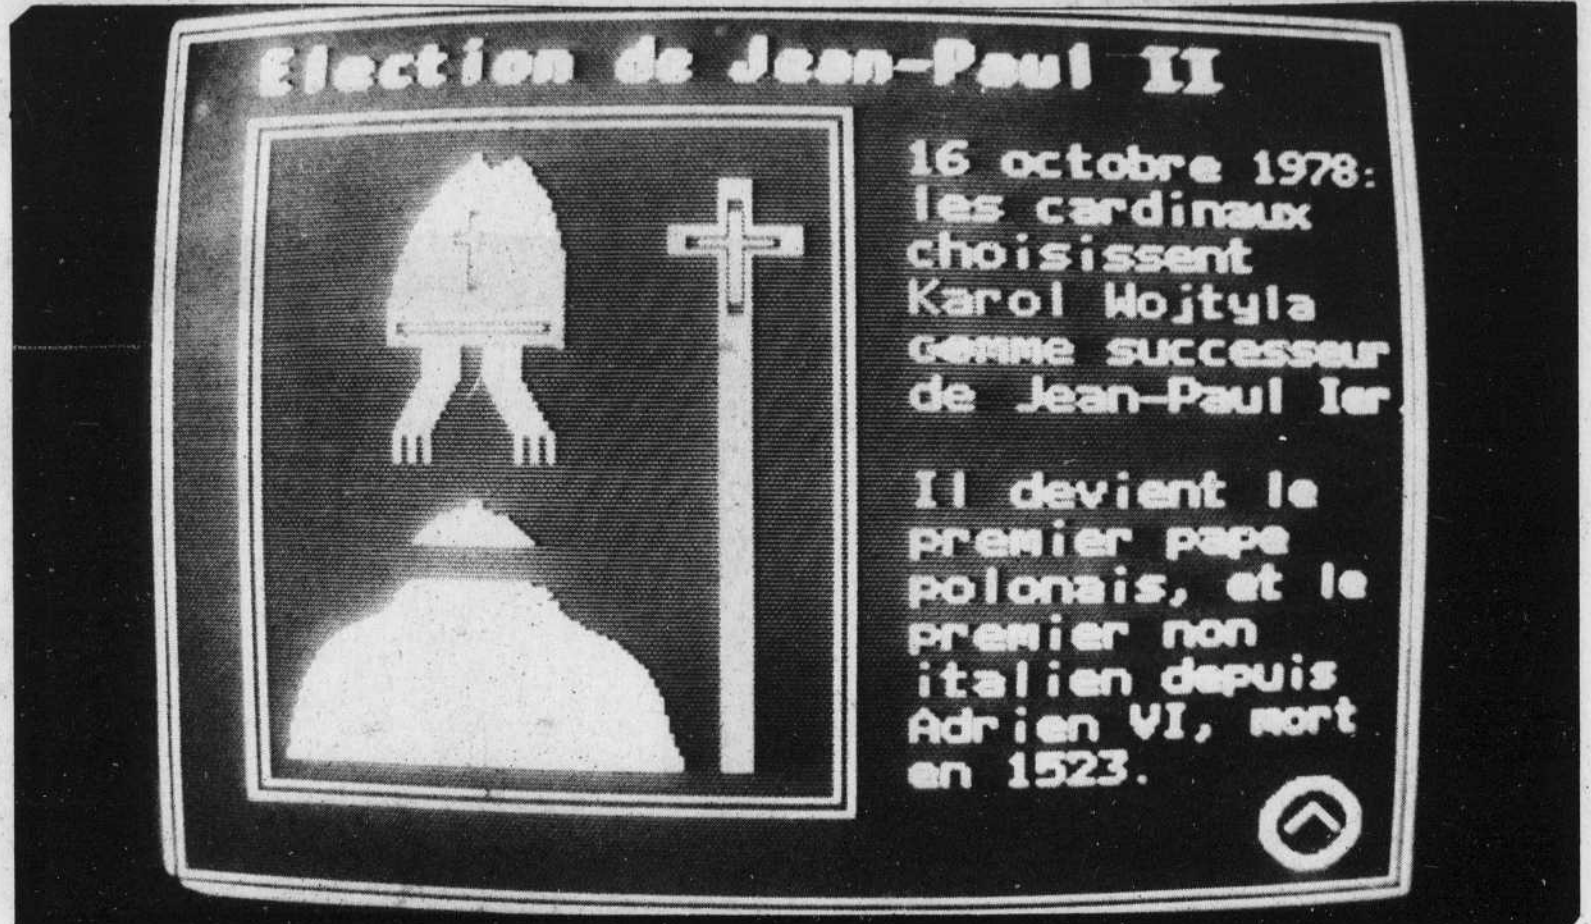 Election de Jean-Paul II
16 octobre 1978:
les cardinaux
choisissent
Karol Wojtyla
comme successeur
de Jean-Paul Ier.
Il devient le
premier pape
polonais, et le
premier non
italien depuis
Adrien VI, mort
en 1523.